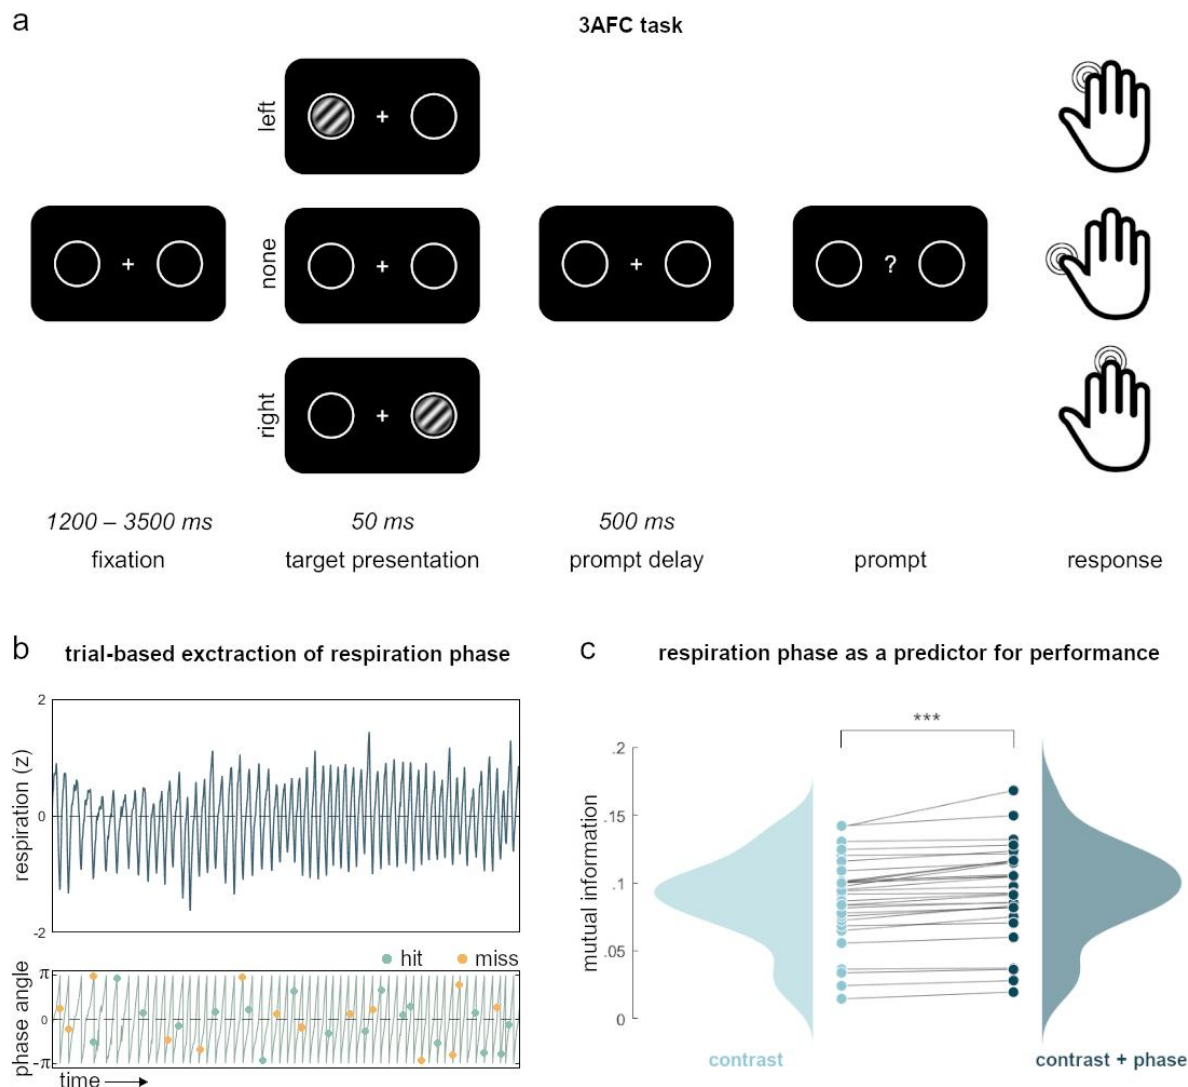 a
3AFC task
left
none
right
+
+
+
+
+
?
1200 – 3500 ms
50 ms
500 ms
fixation
target presentation
prompt delay
prompt
response
b
trial-based exctraction of respiration phase
respiration (z)
2
0
-2
hit
miss
phase angle
π
0
-π
time
c
respiration phase as a predictor for performance
***
mutual information
.2
.15
.1
.05
0
contrast
contrast + phase